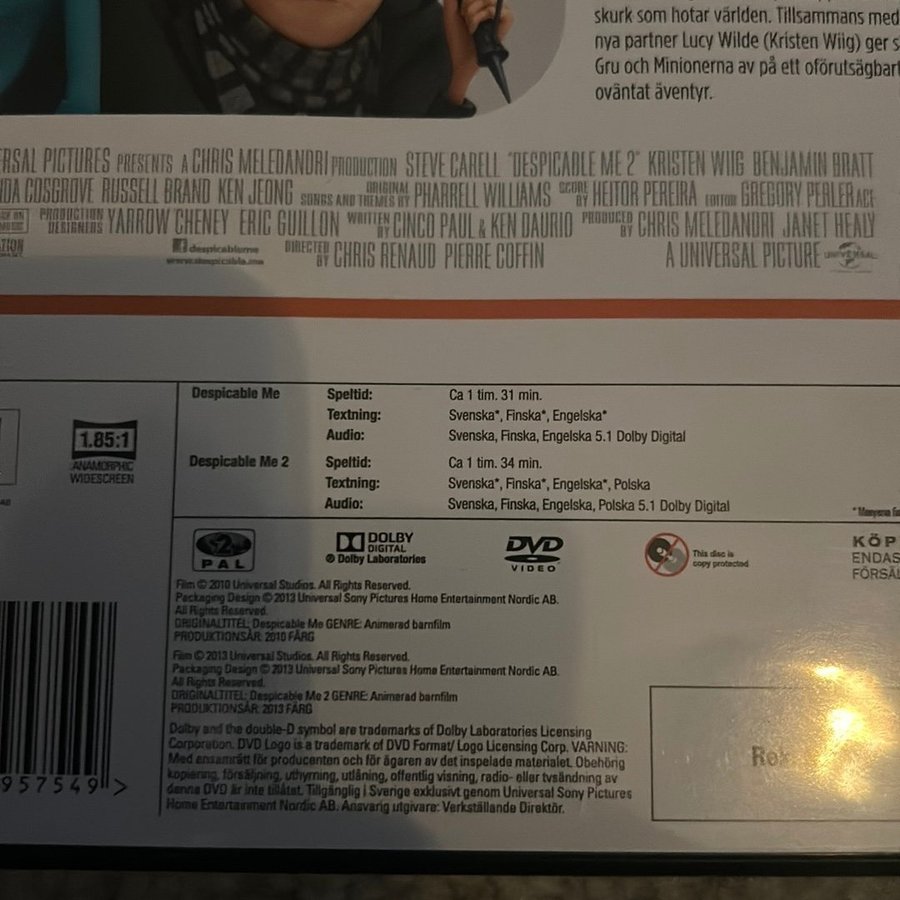 skurk som hotar världen. Tillsammans med
nya partner Lucy Wilde (Kristen Wiig) ger
Gru och Minionerna av på ett oförutsägbart
oväntat äventyr.
PICTURES PRESENTS A CHRIS MELEDANDRI PRODUCTION STEVE CARELL "DESPICABLE ME 2" KRISTEN WIIG BENJAMIN BRATT
COSGROVE RUSSELL BRAND KEN JEONG ORIGINAL SONGS AND THEMES BY PHARRELL WILLIAMS SCORE BY HEITOR PEREIRA EDITOR GREGORY PERLER ACE
PRODUCTION DESIGNERS YARROW CHENEY ERIC GUILLON WRITTEN BY CINCO PAUL & KEN DAURIO PRODUCED BY CHRIS MELEDANDRI JANET HEALY
despicableme DIRECTED BY CHRIS RENAUD PIERRE COFFIN A UNIVERSAL PICTURE UNIVERSAL
1.85:1
ANAMORPHIC
WIDESCREEN
Despicable Me Speltid: Ca 1 tim. 31 min.
Textning: Svenska*, Finska*, Engelska*
Audio: Svenska, Finska, Engelska 5.1 Dolby Digital
Despicable Me 2 Speltid: Ca 1 tim. 34 min.
Textning: Svenska*, Finska*, Engelska*, Polska
Audio: Svenska, Finska, Engelska, Polska 5.1 Dolby Digital
2
PAL
DOLBY
DIGITAL
® Dolby Laboratories
DVD
VIDEO
This disc is
copy protected
KÖP
ENDAS
FÖRSÄL
Film © 2010 Universal Studios. All Rights Reserved.
Packaging Design © 2013 Universal Sony Pictures Home Entertainment Nordic AB.
All Rights Reserved.
ORIGINALTITEL: Despicable Me GENRE: Animerad barnfilm
PRODUKTIONSÅR: 2010 FÄRG
Film © 2013 Universal Studios. All Rights Reserved.
Packaging Design © 2013 Universal Sony Pictures Home Entertainment Nordic AB.
All Rights Reserved.
ORIGINALTITEL: Despicable Me 2 GENRE: Animerad barnfilm
PRODUKTIONSÅR: 2013 FÄRG
Dolby and the double-D symbol are trademarks of Dolby Laboratories Licensing
Corporation. DVD Logo is a trademark of DVD Format/ Logo Licensing Corp. VARNING:
Med ensamrätt för producenten och för ägaren av det inspelade materialet. Obehörig
kopiering, försäljning, uthyrning, utlåning, offentlig visning, radio- eller tvsändning av
denna DVD är inte tillåtet. Tillgänglig i Sverige exklusivt genom Universal Sony Pictures
Home Entertainment Nordic AB. Ansvarig utgivare: Verkställande Direktör.
957549>